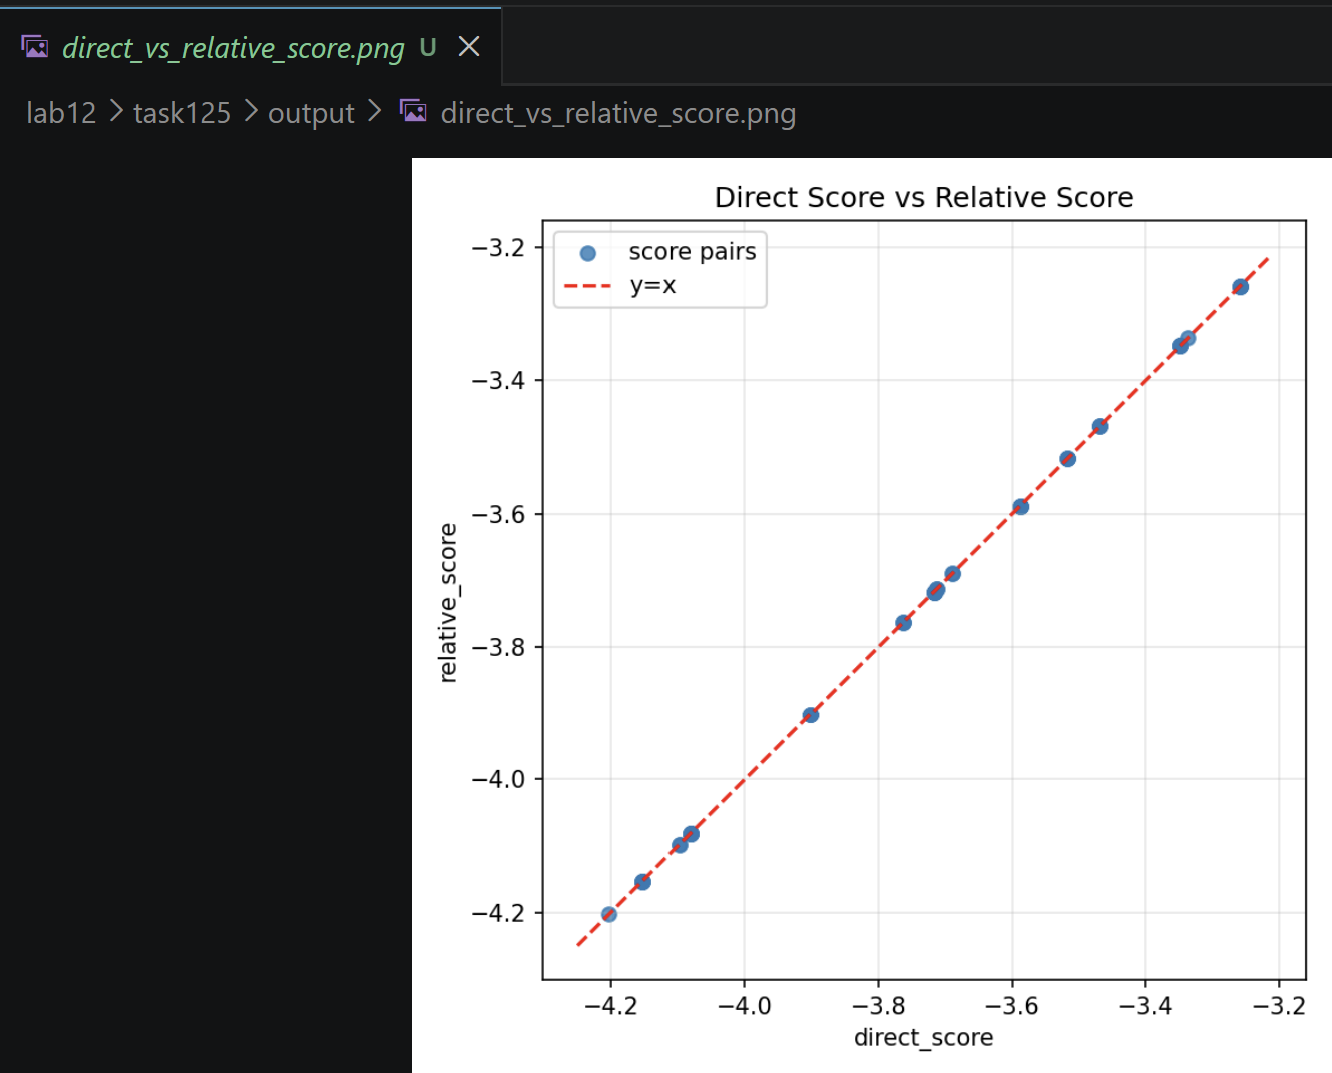 direct_vs_relative_score.png U
lab12 task125 output direct_vs_relative_score.png
Direct Score vs Relative Score
score pairs
y=x
−3.2
−3.4
−3.6
−3.8
−4.0
−4.2
relative_score
−4.2 −4.0 −3.8 −3.6 −3.4 −3.2
direct_score